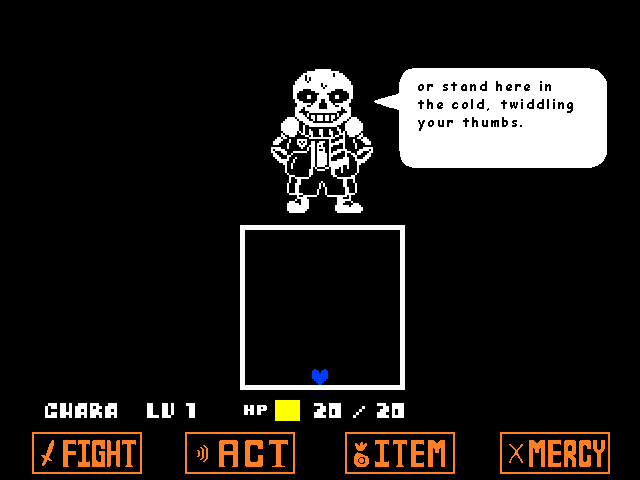 or stand here in
the cold, twiddling
your thumbs.
CHARA LV 1 HP 20 / 20
FIGHT ACT ITEM MERCY